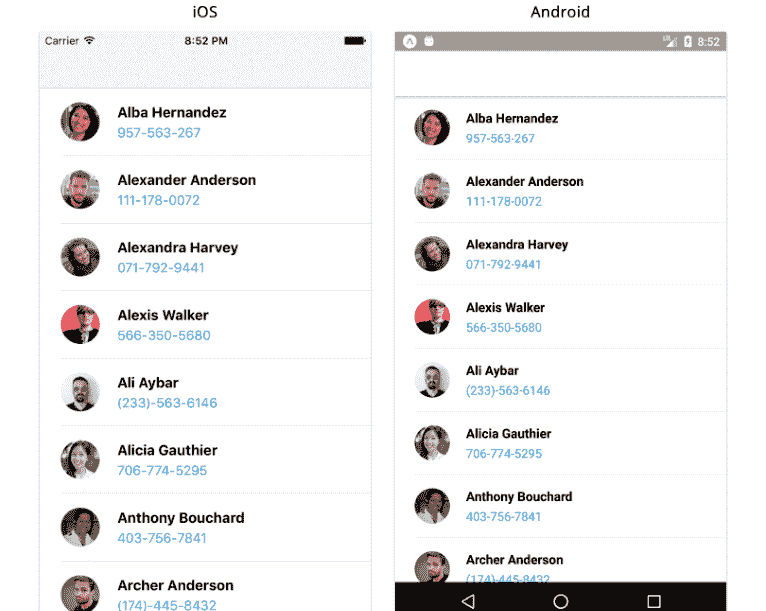 iOS
Carrier 8:52 PM
Alba Hernandez
957-563-267
Alexander Anderson
111-178-0072
Alexandra Harvey
071-792-9441
Alexis Walker
566-350-5680
Ali Aybar
(233)-563-6146
Alicia Gauthier
706-774-5295
Anthony Bouchard
403-756-7841
Archer Anderson
(174)-445-8432
Android
8:52
Alba Hernandez
957-563-267
Alexander Anderson
111-178-0072
Alexandra Harvey
071-792-9441
Alexis Walker
566-350-5680
Ali Aybar
(233)-563-6146
Alicia Gauthier
706-774-5295
Anthony Bouchard
403-756-7841
Archer Anderson
(174)-445-8432